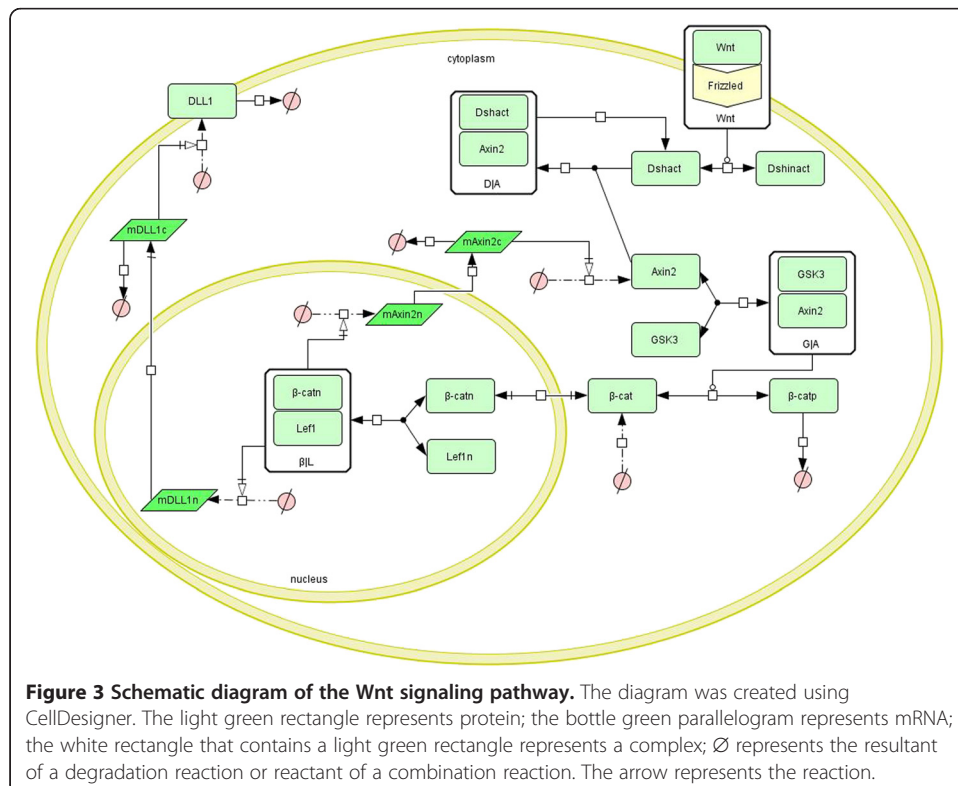 cytoplasm
Wnt
Frizzled
Wnt
DLL1
Ø
Dshact
Axin2
D|A
Dshact
Dshinact
Ø
mDLL1c
mAxin2c
Ø
Ø
Axin2
GSK3
Axin2
G|A
Ø
Ø
mAxin2n
GSK3
β-catn
Lef1
β|L
β-catn
β-cat
β-catp
Lef1n
mDLL1n
Ø
Ø
Ø
nucleus
Figure 3 Schematic diagram of the Wnt signaling pathway. The diagram was created using
CellDesigner. The light green rectangle represents protein; the bottle green parallelogram represents mRNA;
the white rectangle that contains a light green rectangle represents a complex; Ø represents the resultant
of a degradation reaction or reactant of a combination reaction. The arrow represents the reaction.